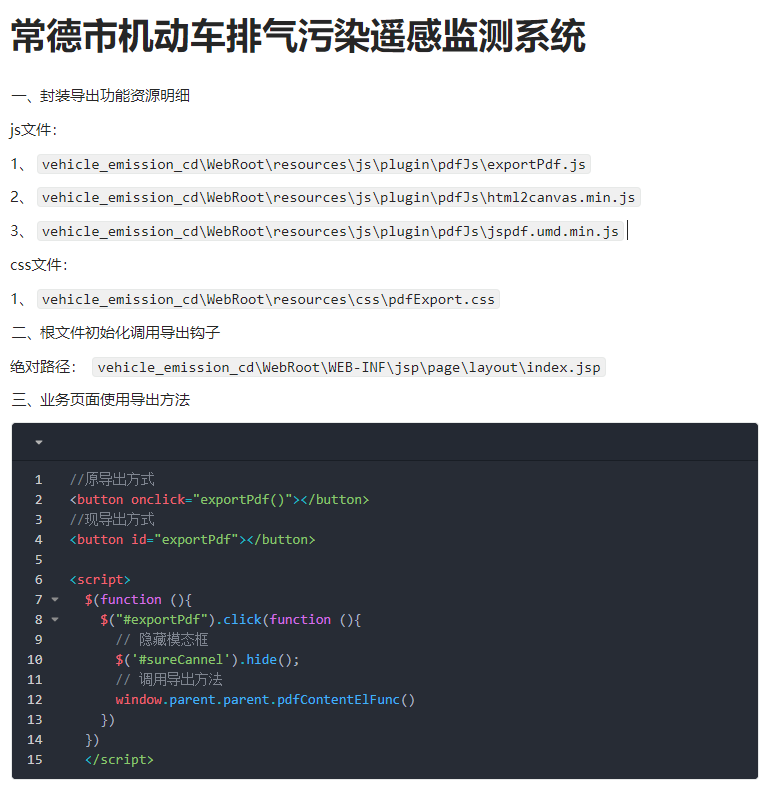 常德市机动车排气污染遥感监测系统
一、封装导出功能资源明细
js文件：
1、 vehicle_emission_cd\WebRoot\resources\js\plugin\pdfJs\exportPdf.js
2、 vehicle_emission_cd\WebRoot\resources\js\plugin\pdfJs\html2canvas.min.js
3、 vehicle_emission_cd\WebRoot\resources\js\plugin\pdfJs\jspdf.umd.min.js
css文件：
1、 vehicle_emission_cd\WebRoot\resources\css\pdfExport.css
二、根文件初始化调用导出钩子
绝对路径： vehicle_emission_cd\WebRoot\WEB-INF\jsp\page\layout\index.jsp
三、业务页面使用导出方法
1 //原导出方式
2 <button onclick="exportPdf()"></button>
3 //现导出方式
4 <button id="exportPdf"></button>
5
6 <script>
7 $(function (){
8 $("#exportPdf").click(function (){
9 // 隐藏模态框
10 $('#sureCannel').hide();
11 // 调用导出方法
12 window.parent.parent.pdfContentElFunc()
13 })
14 })
15 </script>